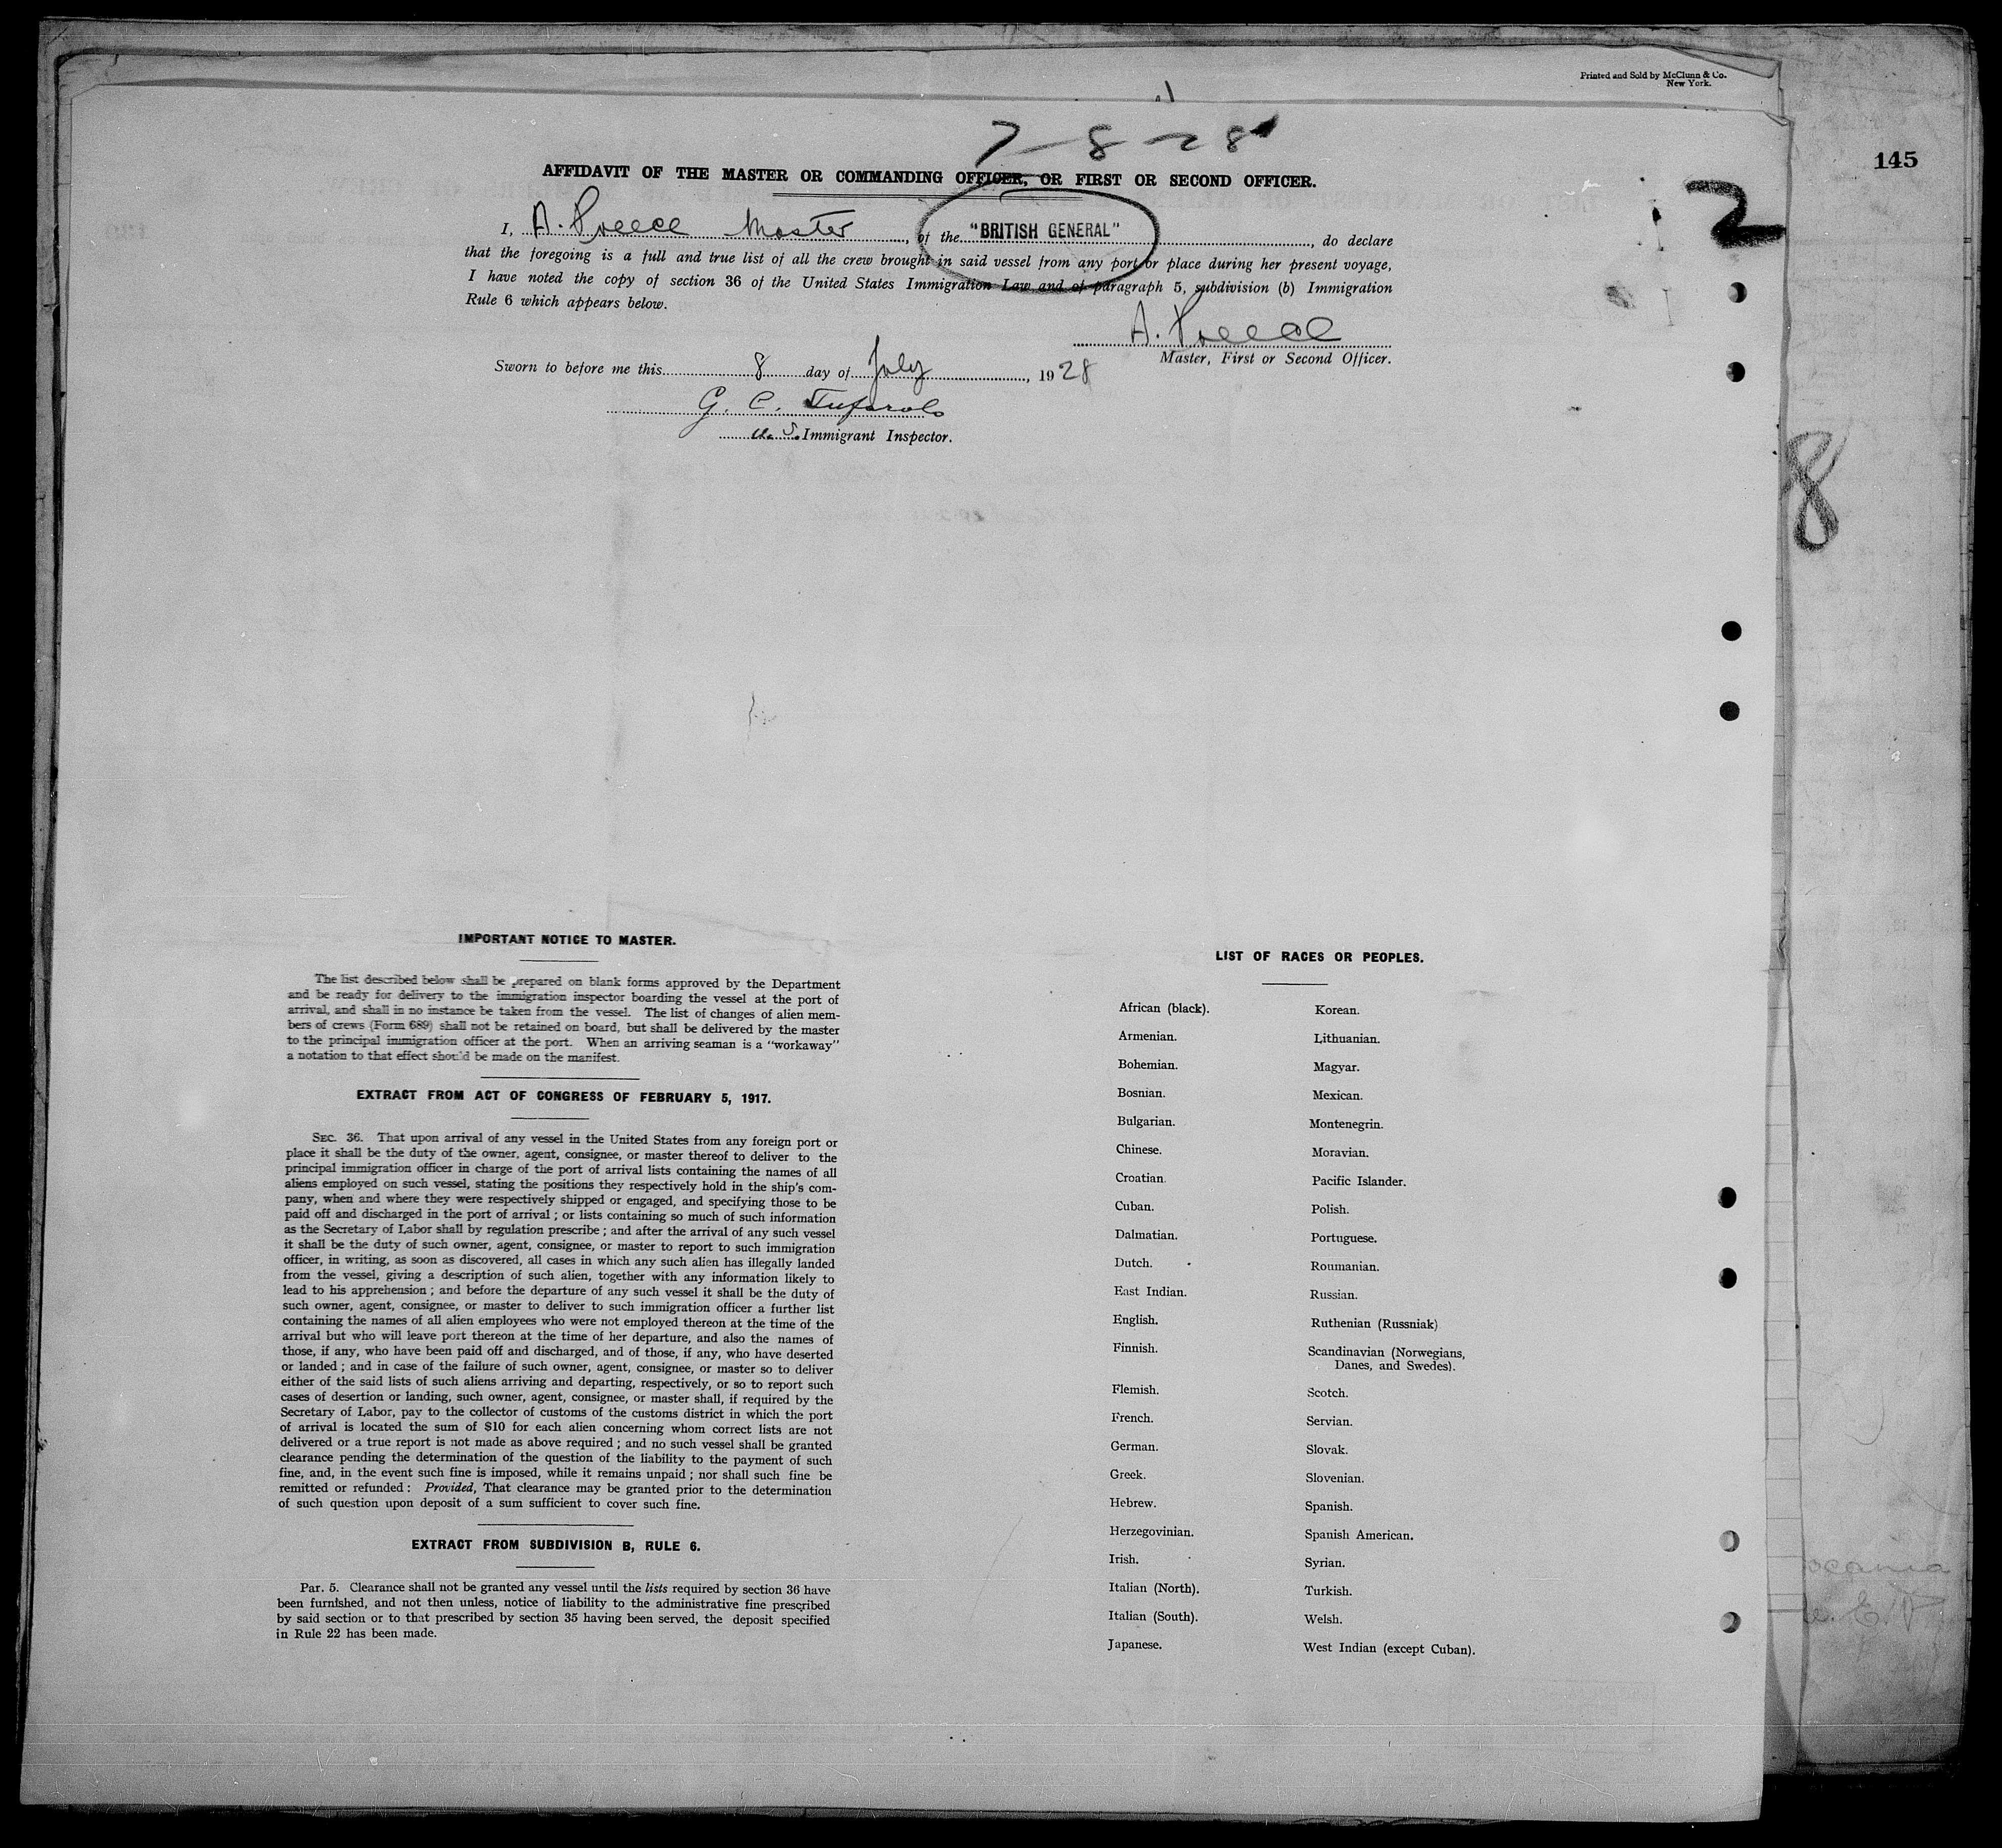 Printed and Sold by McClunn & Co.
New York.
7-8-28
145
2
AFFIDAVIT OF THE MASTER OR COMMANDING OFFICER, OR FIRST OR SECOND OFFICER.
I, A. Preece Master, of the "BRITISH GENERAL", do declare
that the foregoing is a full and true list of all the crew brought in said vessel from any port or place during her present voyage,
I have noted the copy of section 36 of the United States Immigration Law and of paragraph 5, subdivision (b) Immigration
Rule 6 which appears below.
A. Preece
Master, First or Second Officer.
Sworn to before me this 8 day of July, 1928
G. C.
U. S. Immigrant Inspector.
8
IMPORTANT NOTICE TO MASTER.
The list described below shall be prepared on blank forms approved by the Department
and be ready for delivery to the immigration inspector boarding the vessel at the port of
arrival, and shall in no instance be taken from the vessel. The list of changes of alien mem-
bers of crews (Form 689) shall not be retained on board, but shall be delivered by the master
to the principal immigration officer at the port. When an arriving seaman is a "workaway"
a notation to that effect should be made on the manifest.
EXTRACT FROM ACT OF CONGRESS OF FEBRUARY 5, 1917.
SEC. 36. That upon arrival of any vessel in the United States from any foreign port or
place it shall be the duty of the owner, agent, consignee, or master thereof to deliver to the
principal immigration officer in charge of the port of arrival lists containing the names of all
aliens employed on such vessel, stating the positions they respectively hold in the ship's com-
pany, when and where they were respectively shipped or engaged, and specifying those to be
paid off and discharged in the port of arrival; or lists containing so much of such information
as the Secretary of Labor shall by regulation prescribe; and after the arrival of any such vessel
it shall be the duty of such owner, agent, consignee, or master to report to such immigration
officer, in writing, as soon as discovered, all cases in which any such alien has illegally landed
from the vessel, giving a description of such alien, together with any information likely to
lead to his apprehension; and before the departure of any such vessel it shall be the duty of
such owner, agent, consignee, or master to deliver to such immigration officer a further list
containing the names of all alien employees who were not employed thereon at the time of the
arrival but who will leave port thereon at the time of her departure, and also the names of
those, if any, who have been paid off and discharged, and of those, if any, who have deserted
or landed; and in case of the failure of such owner, agent, consignee, or master so to deliver
either of the said lists of such aliens arriving and departing, respectively, or so to report such
cases of desertion or landing, such owner, agent, consignee, or master shall, if required by the
Secretary of Labor, pay to the collector of customs of the customs district in which the port
of arrival is located the sum of $10 for each alien concerning whom correct lists are not
delivered or a true report is not made as above required; and no such vessel shall be granted
clearance pending the determination of the question of the liability to the payment of such
fine, and, in the event such fine is imposed, while it remains unpaid; nor shall such fine be
remitted or refunded: Provided, That clearance may be granted prior to the determination
of such question upon deposit of a sum sufficient to cover such fine.
EXTRACT FROM SUBDIVISION B, RULE 6.
Par. 5. Clearance shall not be granted any vessel until the lists required by section 36 have
been furnished, and not then unless, notice of liability to the administrative fine prescribed
by said section or to that prescribed by section 35 having been served, the deposit specified
in Rule 22 has been made.
LIST OF RACES OR PEOPLES.
African (black).
Armenian.
Bohemian.
Bosnian.
Bulgarian.
Chinese.
Croatian.
Cuban.
Dalmatian.
Dutch.
East Indian.
English.
Finnish.
Flemish.
French.
German.
Greek.
Hebrew.
Herzegovinian.
Irish.
Italian (North).
Italian (South).
Japanese.
Korean.
Lithuanian.
Magyar.
Mexican.
Montenegrin.
Moravian.
Pacific Islander.
Polish.
Portuguese.
Roumanian.
Russian.
Ruthenian (Russniak)
Scandinavian (Norwegians,
Danes, and Swedes).
Scotch.
Servian.
Slovak.
Slovenian.
Spanish.
Spanish American.
Syrian.
Turkish.
Welsh.
West Indian (except Cuban).